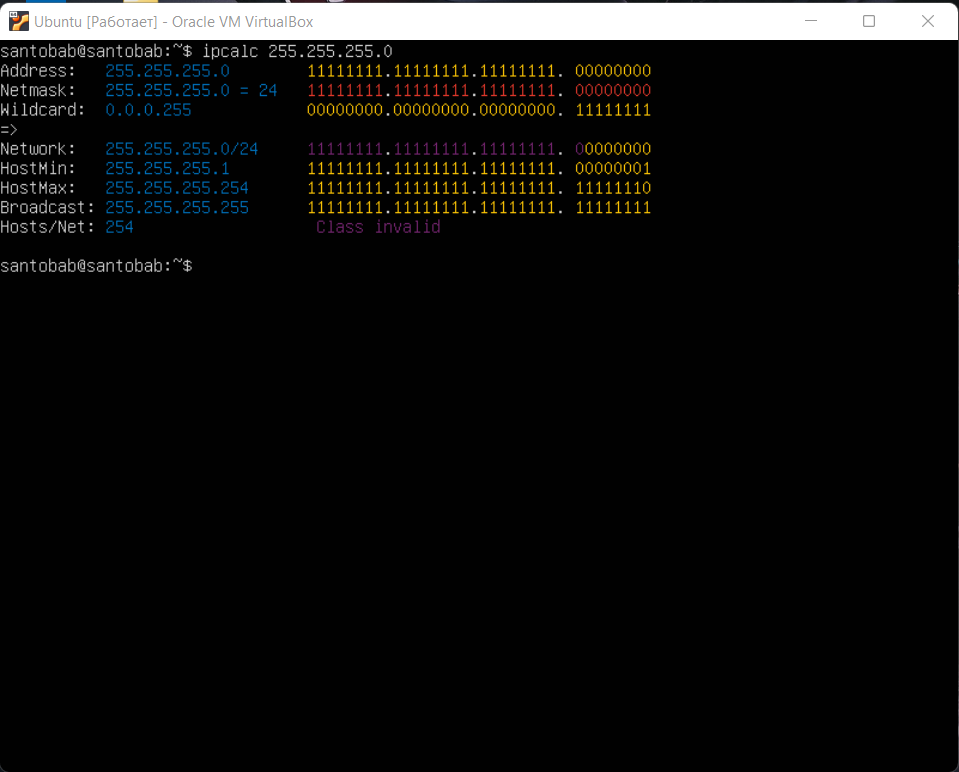 Ubuntu [Работает] - Oracle VM VirtualBox
santobab@santobab:~$ ipcalc 255.255.255.0
Address:   255.255.255.0        11111111.11111111.11111111. 00000000
Netmask:   255.255.255.0 = 24   11111111.11111111.11111111. 00000000
Wildcard:  0.0.0.255            00000000.00000000.00000000. 11111111
=>
Network:   255.255.255.0/24     11111111.11111111.11111111. 00000000
HostMin:   255.255.255.1        11111111.11111111.11111111. 00000001
HostMax:   255.255.255.254      11111111.11111111.11111111. 11111110
Broadcast: 255.255.255.255      11111111.11111111.11111111. 11111111
Hosts/Net: 254                   Class invalid
santobab@santobab:~$